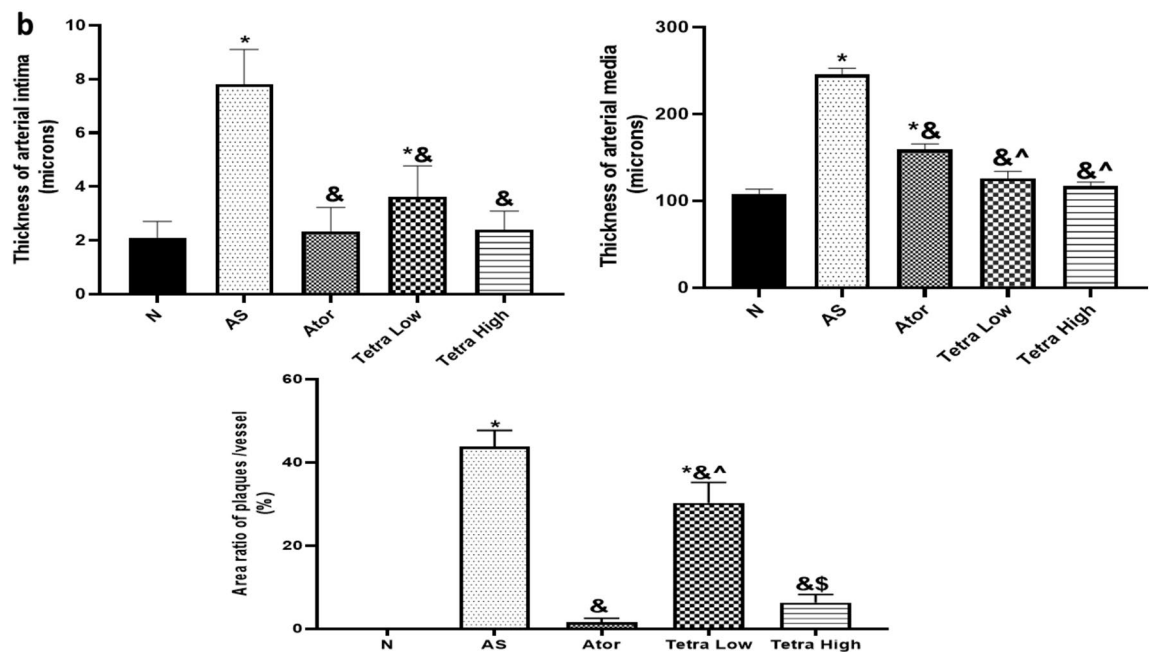 b
Thickness of arterial intima
(microns)
10
8
6
4
2
0
*
&
*&
&
N
AS
Ator
Tetra Low
Tetra High
Thickness of arterial media
(microns)
300
200
100
0
*
*&
&^
&^
N
AS
Ator
Tetra Low
Tetra High
Area ratio of plaques /vessel
(%)
60
40
20
0
*
&
*&^
&$
N
AS
Ator
Tetra Low
Tetra High